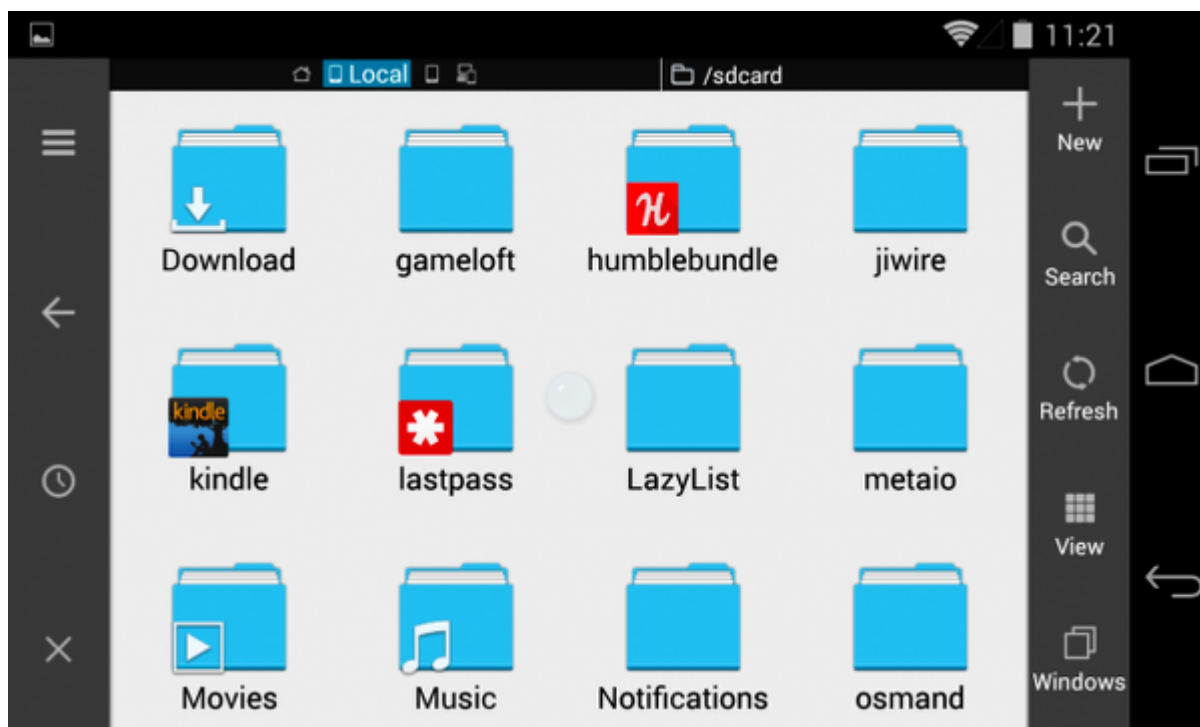 11:21
Local
/sdcard
New
Download gameloft humblebundle jiwire
Search
Refresh
kindle
kindle lastpass LazyList metaio
View
Movies Music Notifications osmand
Windows